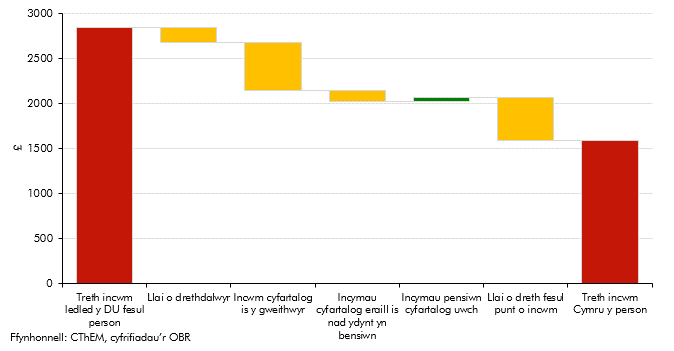 3000
2500
2000
1500
1000
500
0
£
Treth incwm
ledled y DU fesul
person
Llai o drethdalwyr
Incwm cyfartalog
is y gweithwyr
Incymau
cyfartalog eraill is
nad ydynt yn
bensiwn
Incymau pensiwn
cyfartalog uwch
Llai o dreth fesul
punt o incwm
Treth incwm
Cymru y person
Ffynhonnell: CThEM, cyfrifiadau’r OBR